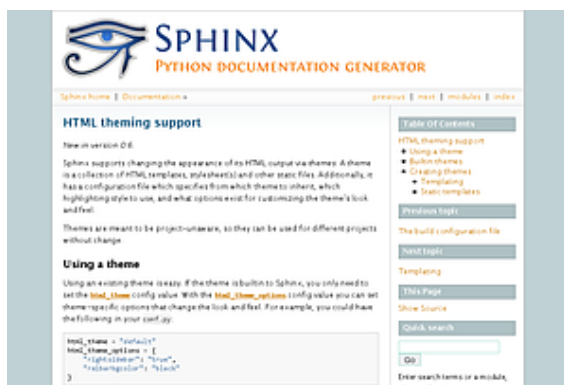 SPHINX
PYTHON DOCUMENTATION GENERATOR
Sphinx home | Documentation »
previous | next | modules | index
HTML theming support
New in version 0.6.
Sphinx supports changing the appearance of its HTML output via themes. A theme
is a collection of HTML templates, stylesheet(s) and other static files. Additionally, it
has a configuration file which specifies from which theme to inherit, which
highlighting style to use, and what options exist for customizing the theme's look
and feel.
Themes are meant to be project-unaware, so they can be used for different projects
without change.
Using a theme
Using an existing theme is easy. If the theme is builtin to Sphinx, you only need to
set the html_theme config value. With the html_theme_options config value you can set
theme-specific options that change the look and feel. For example, you could have
the following in your conf.py:
html_theme = "default"
html_theme_options = {
"rightsidebar": "true",
"relbarbgcolor": "black"
}
Table Of Contents
HTML theming support
Using a theme
Builtin themes
Creating themes
Templating
Static templates
Previous topic
The build configuration file
Next topic
Templating
This Page
Show Source
Quick search
Go
Enter search terms or a module,